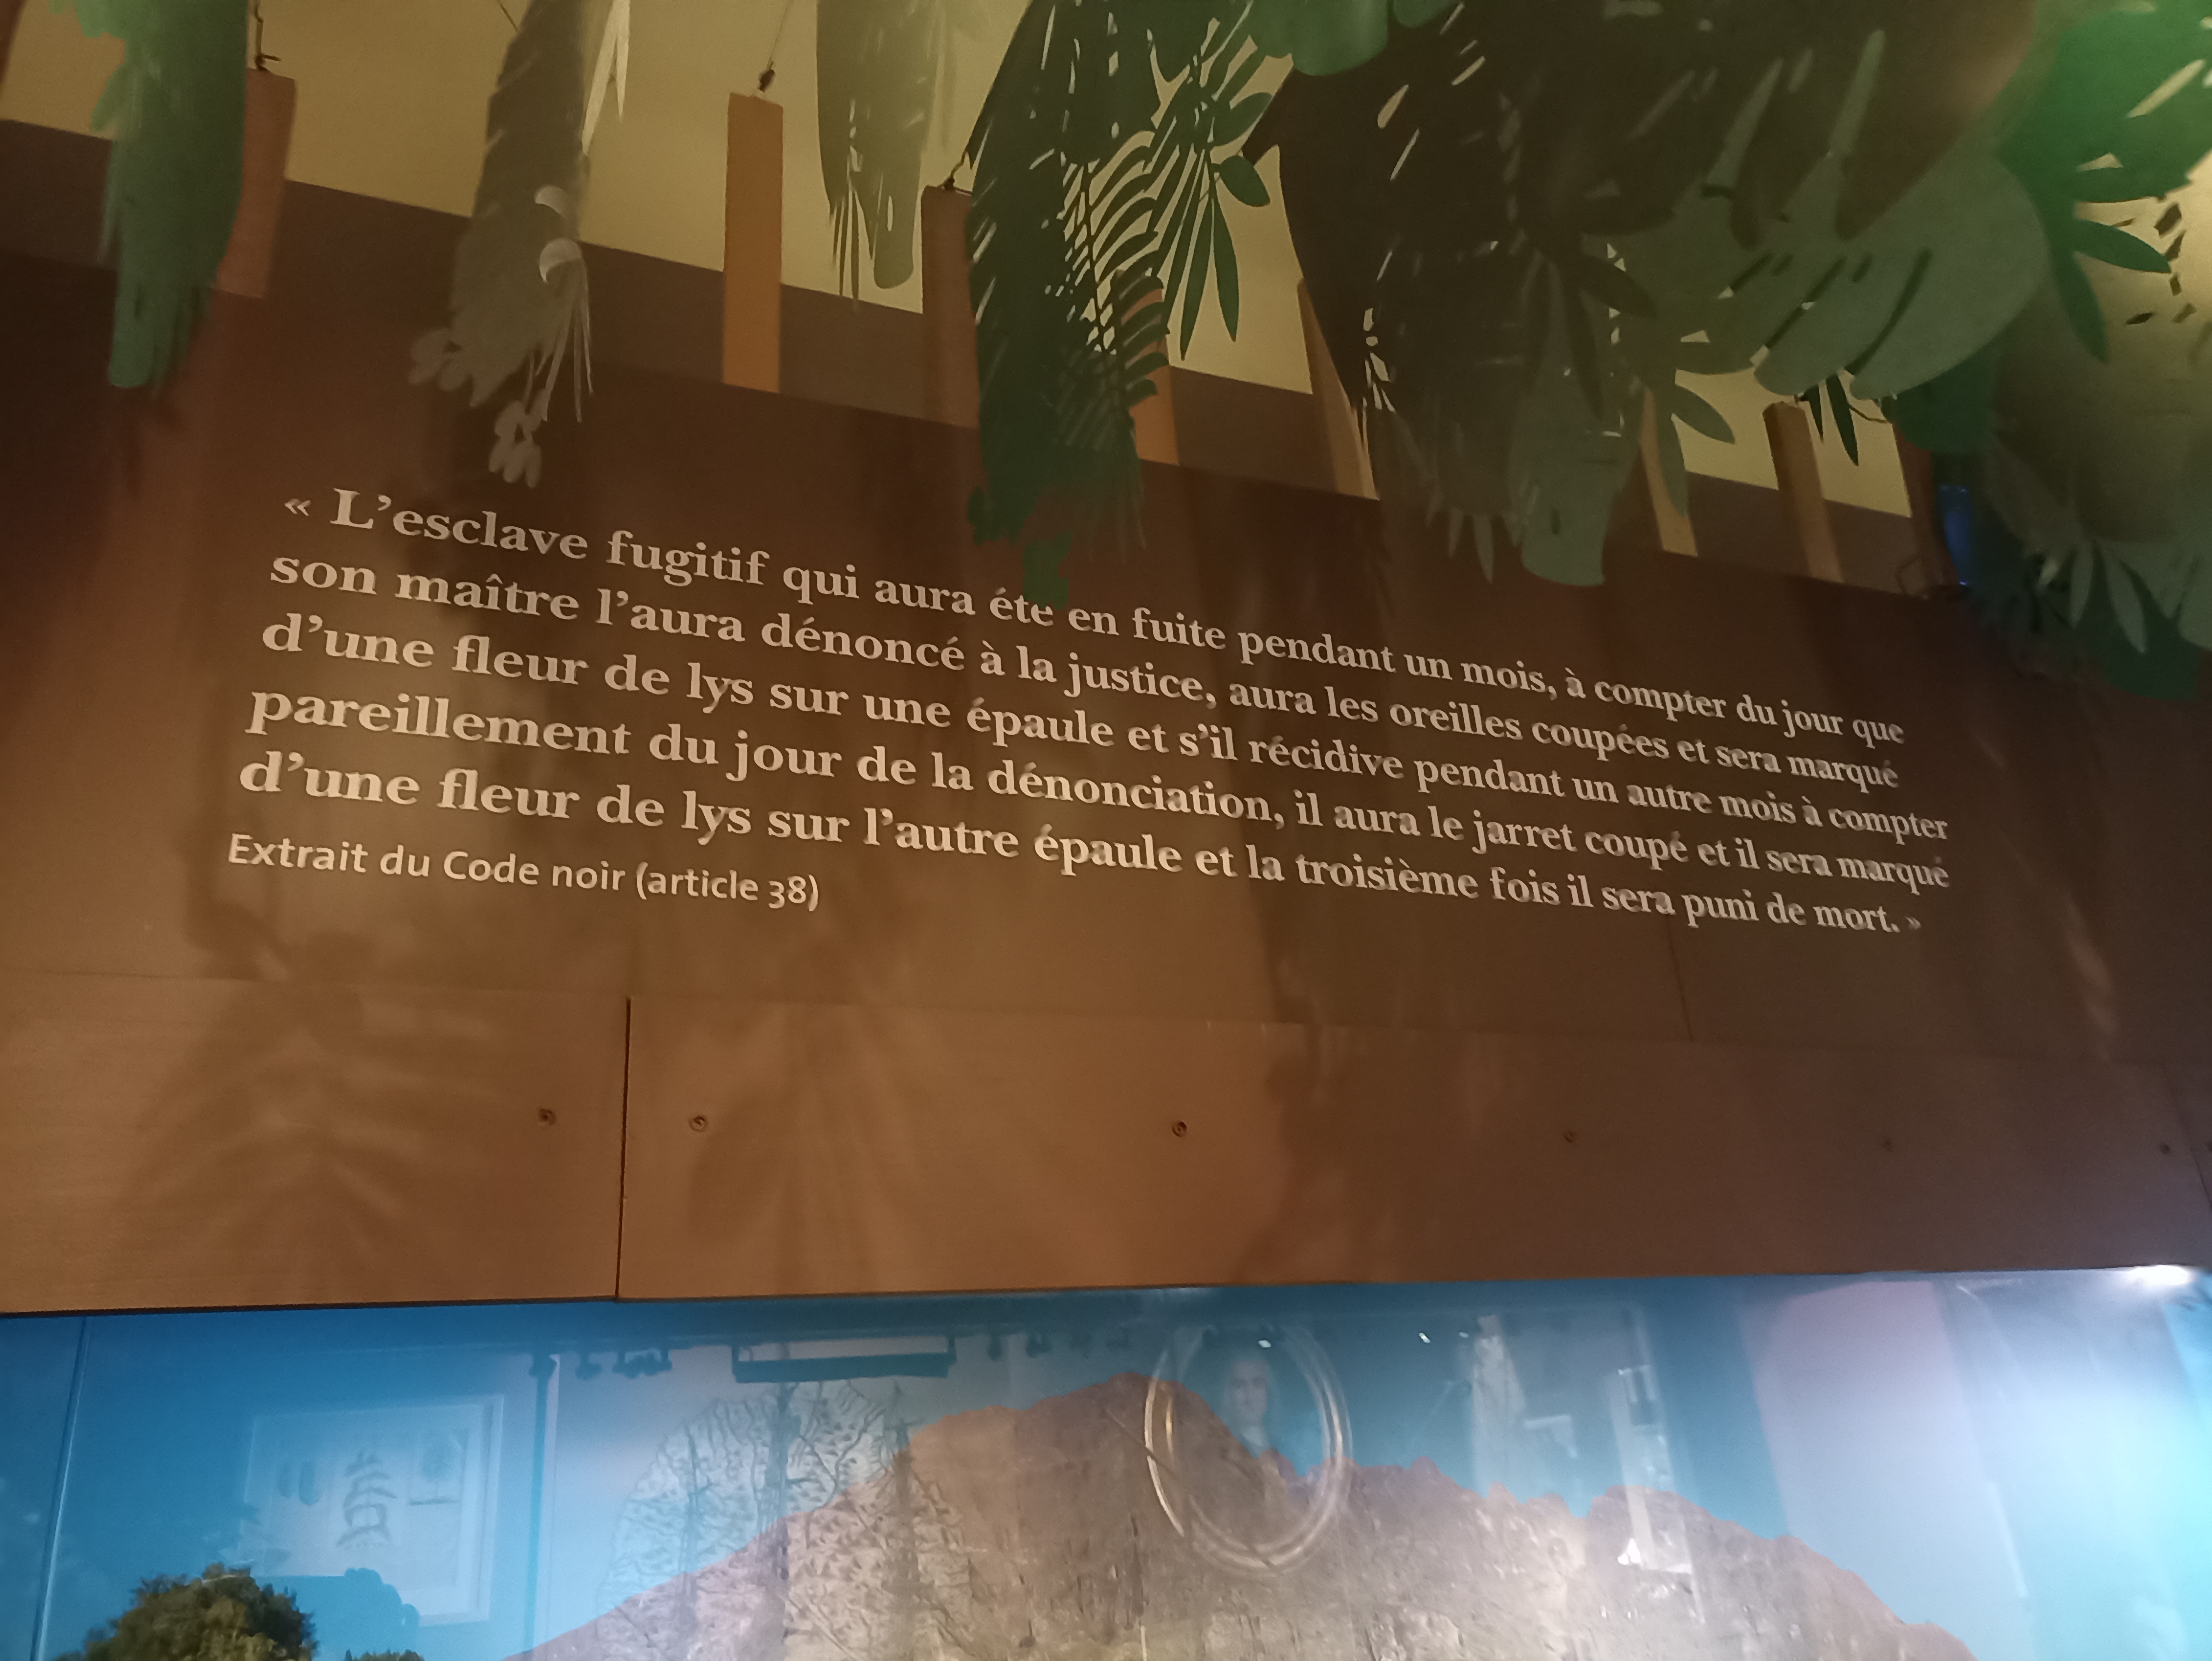 « L’esclave fugitif qui aura été en fuite pendant un mois, à compter du jour que
son maître l’aura dénoncé à la justice, aura les oreilles coupées et sera marqué
d’une fleur de lys sur une épaule et s’il récidive pendant un autre mois à compter
pareillement du jour de la dénonciation, il aura le jarret coupé et il sera marqué
d’une fleur de lys sur l’autre épaule et la troisième fois il sera puni de mort. »
Extrait du Code noir (article 38)